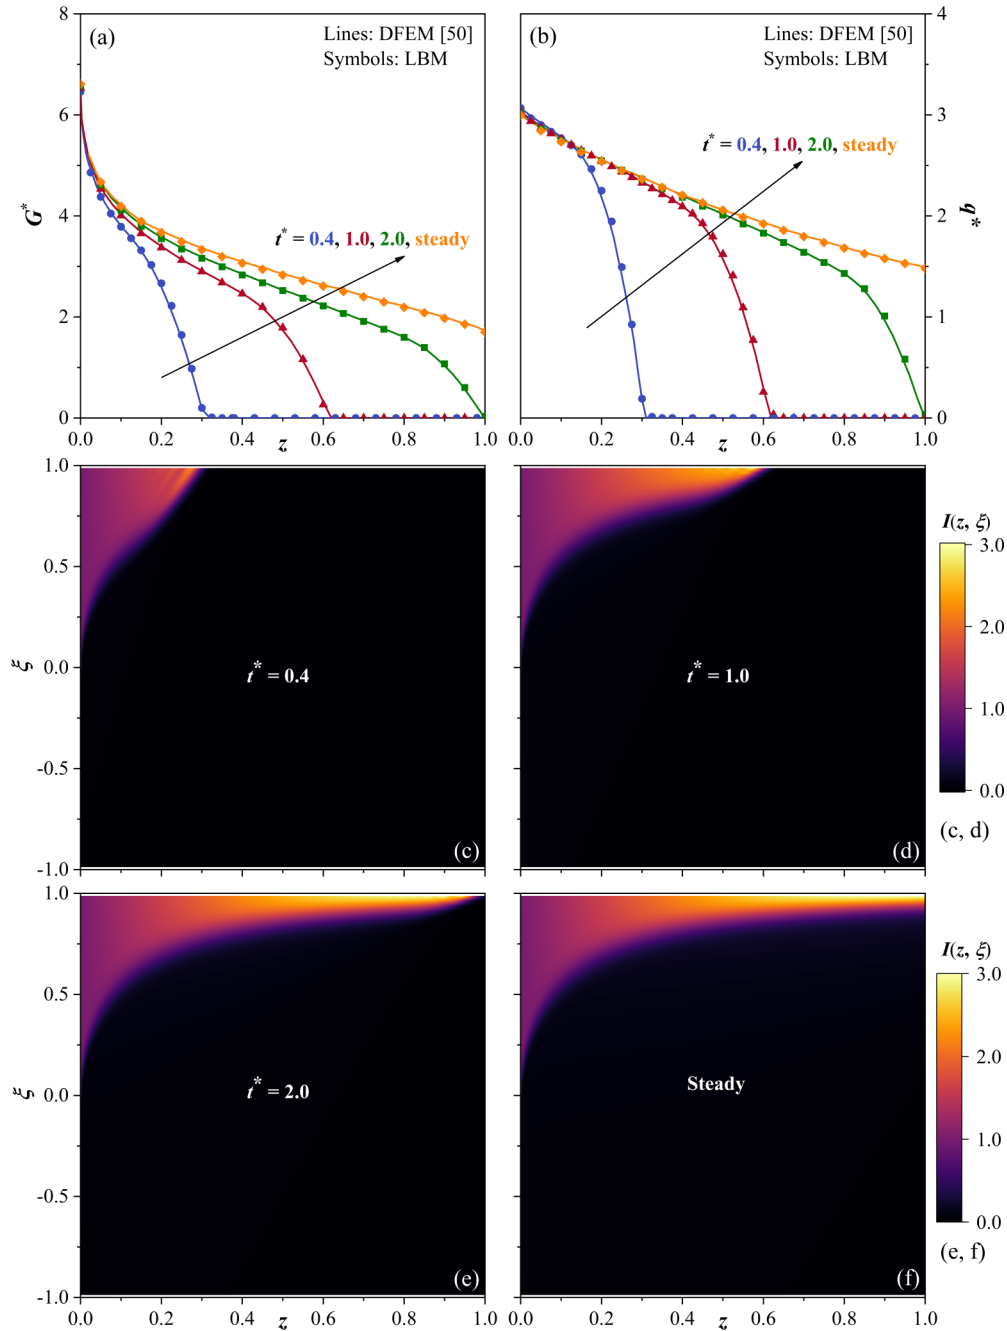 (a)
Lines: DFEM [50]
Symbols: LBM
t* = 0.4, 1.0, 2.0, steady
G*
8
6
4
2
0
0.0 0.2 0.4 0.6 0.8 1.0
z
(b)
Lines: DFEM [50]
Symbols: LBM
t* = 0.4, 1.0, 2.0, steady
q*
4
3
2
1
0
0.0 0.2 0.4 0.6 0.8 1.0
z
1.0
0.5
0.0
-0.5
-1.0
ξ
t* = 0.4
(c)
t* = 1.0
(d)
I(z, ξ)
3.0
2.0
1.0
0.0
(c, d)
1.0
0.5
0.0
-0.5
-1.0
ξ
t* = 2.0
(e)
0.0 0.2 0.4 0.6 0.8 1.0
z
Steady
(f)
0.0 0.2 0.4 0.6 0.8 1.0
z
I(z, ξ)
3.0
2.0
1.0
0.0
(e, f)